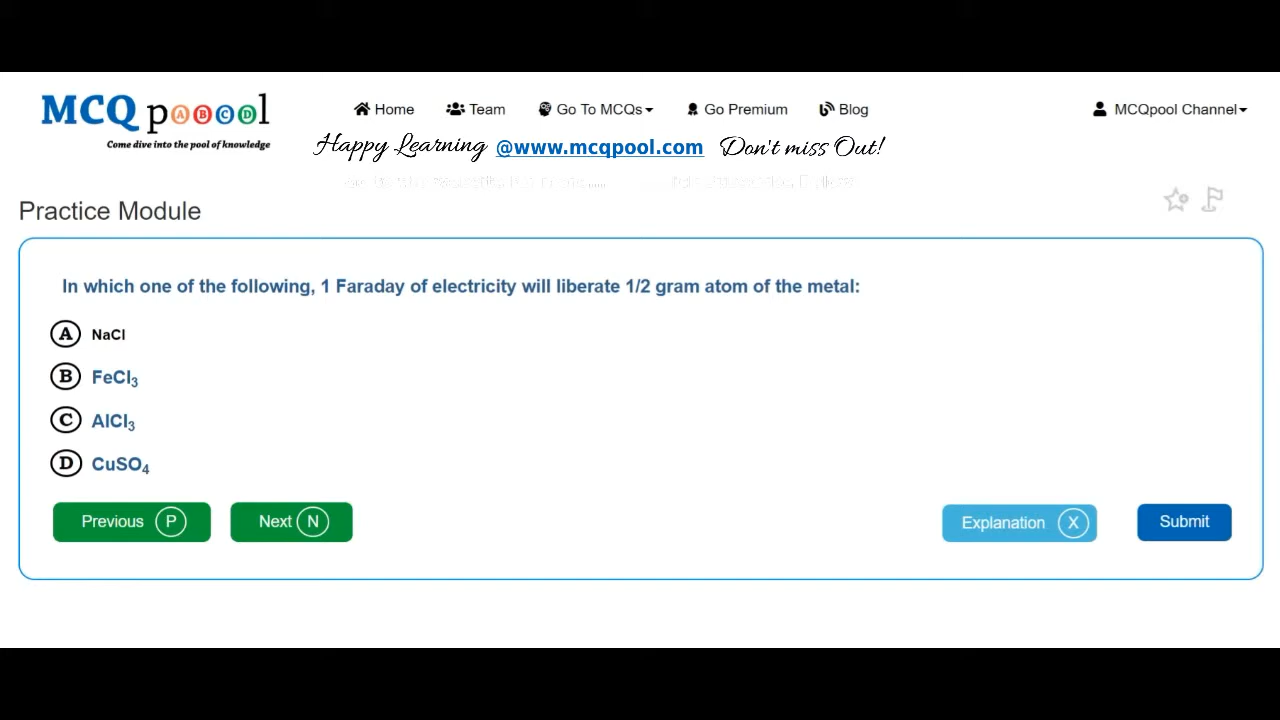 MCQ pooool
Come dive into the pool of knowledge
Home Team Go To MCQs Go Premium Blog MCQpool Channel
Happy Learning @www.mcqpool.com Don't miss Out!
Practice Module
In which one of the following, 1 Faraday of electricity will liberate 1/2 gram atom of the metal:
A NaCl
B FeCl₃
C AlCl₃
D CuSO₄
Previous P Next N Explanation X Submit